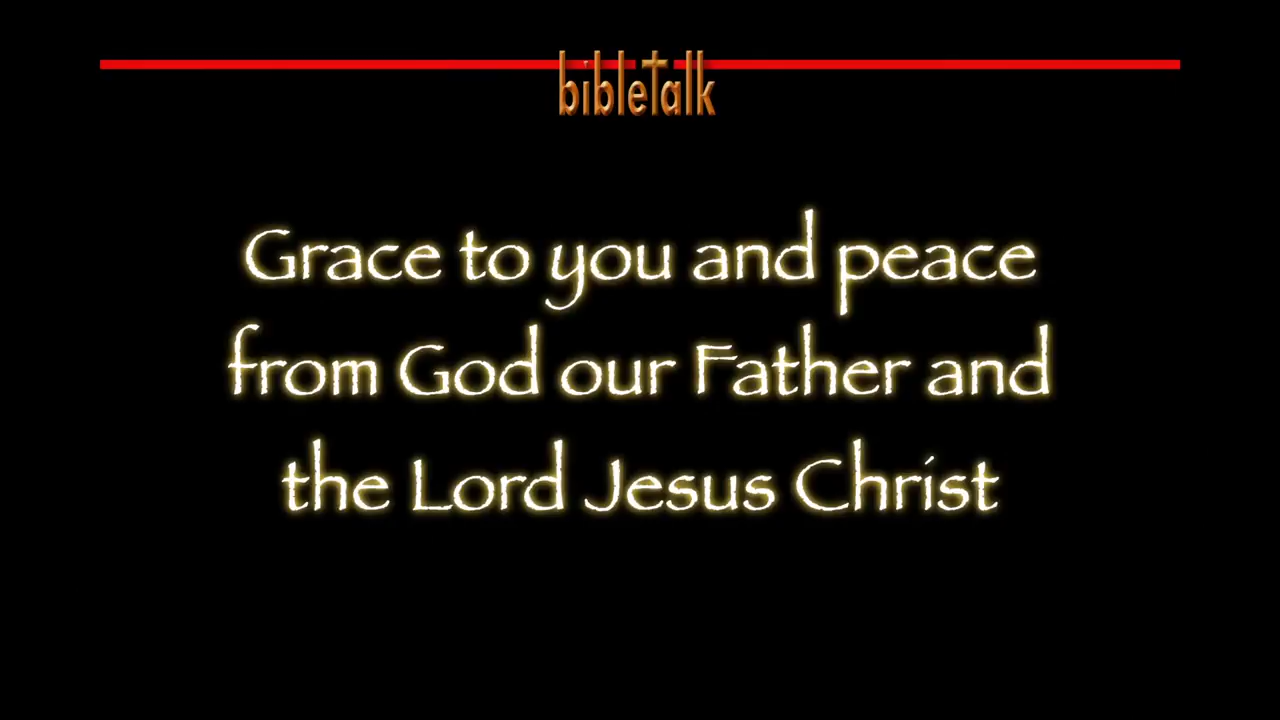 bibleTalk
Grace to you and peace
from God our Father and
the Lord Jesus Christ